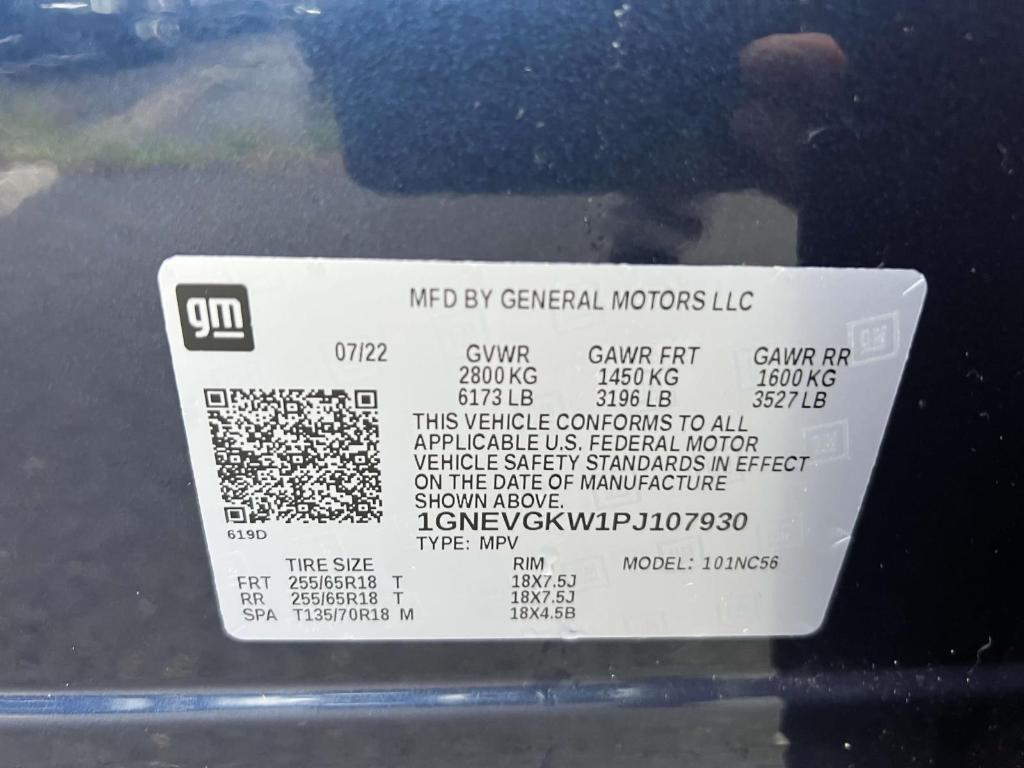 gm
MFD BY GENERAL MOTORS LLC
07/22 GVWR GAWR FRT GAWR RR
2800 KG 1450 KG 1600 KG
6173 LB 3196 LB 3527 LB
THIS VEHICLE CONFORMS TO ALL
APPLICABLE U.S. FEDERAL MOTOR
VEHICLE SAFETY STANDARDS IN EFFECT
ON THE DATE OF MANUFACTURE
SHOWN ABOVE.
1GNEVGKW1PJ107930
619D
TYPE: MPV
TIRE SIZE RIM MODEL: 101NC56
FRT 255/65R18 T 18X7.5J
RR 255/65R18 T 18X7.5J
SPA T135/70R18 M 18X4.5B